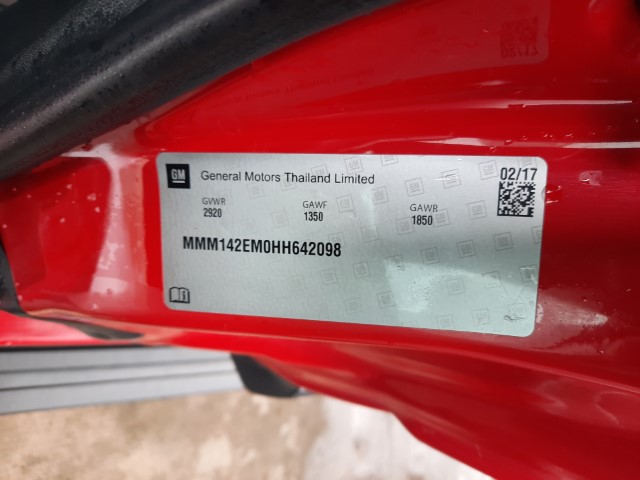 GM General Motors Thailand Limited 02/17
GVWR GAWF GAWR
2920 1350 1850
MMM142EM0HH642098